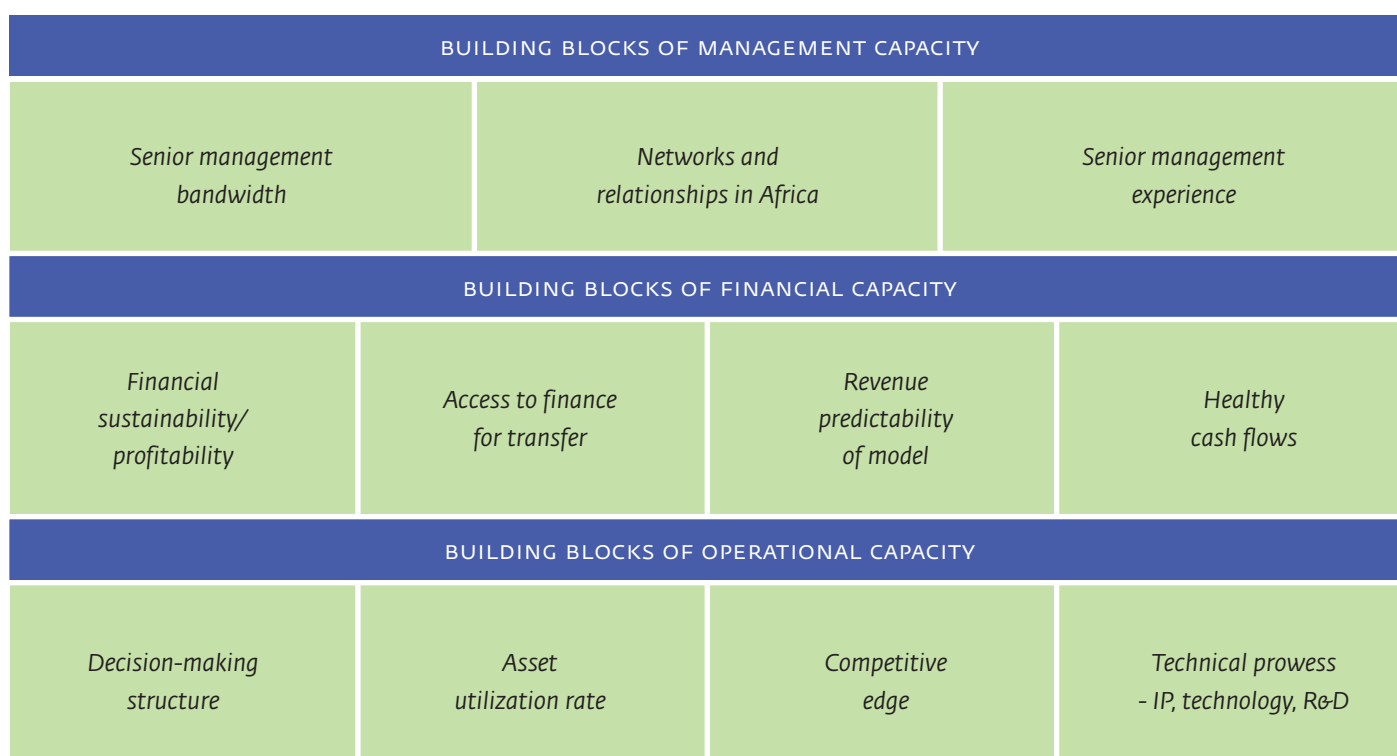 BUILDING BLOCKS OF MANAGEMENT CAPACITY
Senior management
bandwidth
Networks and
relationships in Africa
Senior management
experience
BUILDING BLOCKS OF FINANCIAL CAPACITY
Financial
sustainability/
profitability
Access to finance
for transfer
Revenue
predictability
of model
Healthy
cash flows
BUILDING BLOCKS OF OPERATIONAL CAPACITY
Decision-making
structure
Asset
utilization rate
Competitive
edge
Technical prowess
- IP, technology, R&D